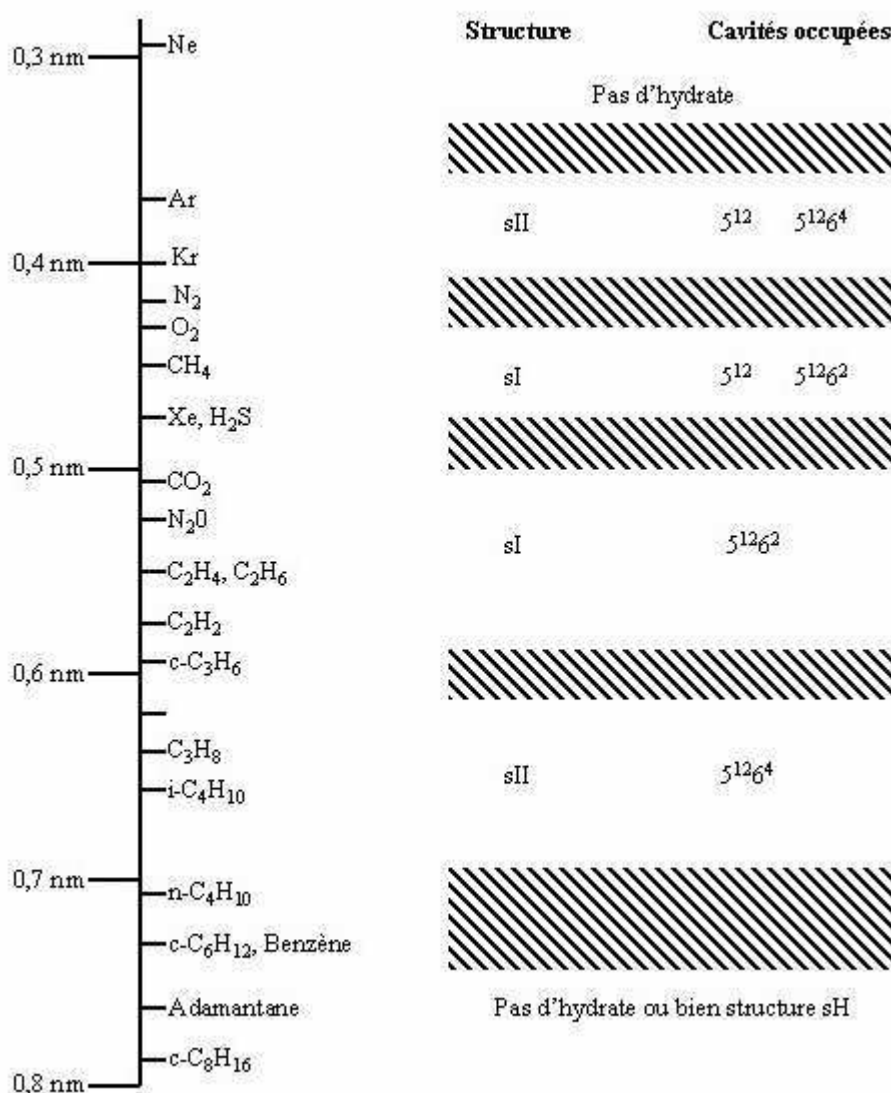 Structure Cavités occupées
Ne
0,3 nm
Pas d'hydrate
Ar
sII 5¹² 5¹²6⁴
Kr
0,4 nm
N₂
O₂
CH₄
sI 5¹² 5¹²6²
Xe, H₂S
0,5 nm
CO₂
N₂0
sI 5¹²6²
C₂H₄, C₂H₆
C₂H₂
c-C₃H₆
0,6 nm
C₃H₈
sII 5¹²6⁴
i-C₄H₁₀
0,7 nm
n-C₄H₁₀
c-C₆H₁₂, Benzène
Adamantane
Pas d'hydrate ou bien structure sH
c-C₈H₁₆
0,8 nm